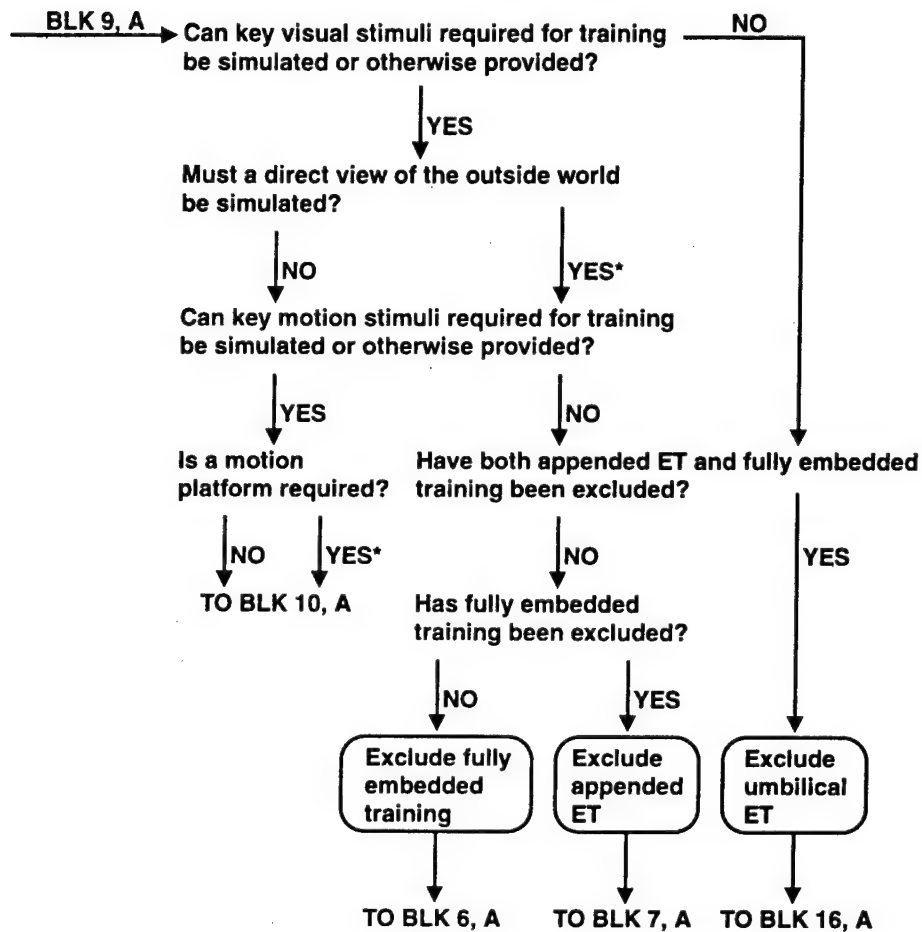 BLK 9, A
Can key visual stimuli required for training
be simulated or otherwise provided?
NO
YES
Must a direct view of the outside world
be simulated?
NO
YES*
Can key motion stimuli required for training
be simulated or otherwise provided?
YES
NO
Is a motion
platform required?
Have both appended ET and fully embedded
training been excluded?
NO
YES*
NO
YES
TO BLK 10, A
Has fully embedded
training been excluded?
NO
YES
Exclude fully
embedded
training
Exclude
appended
ET
Exclude
umbilical
ET
TO BLK 6, A
TO BLK 7, A
TO BLK 16, A